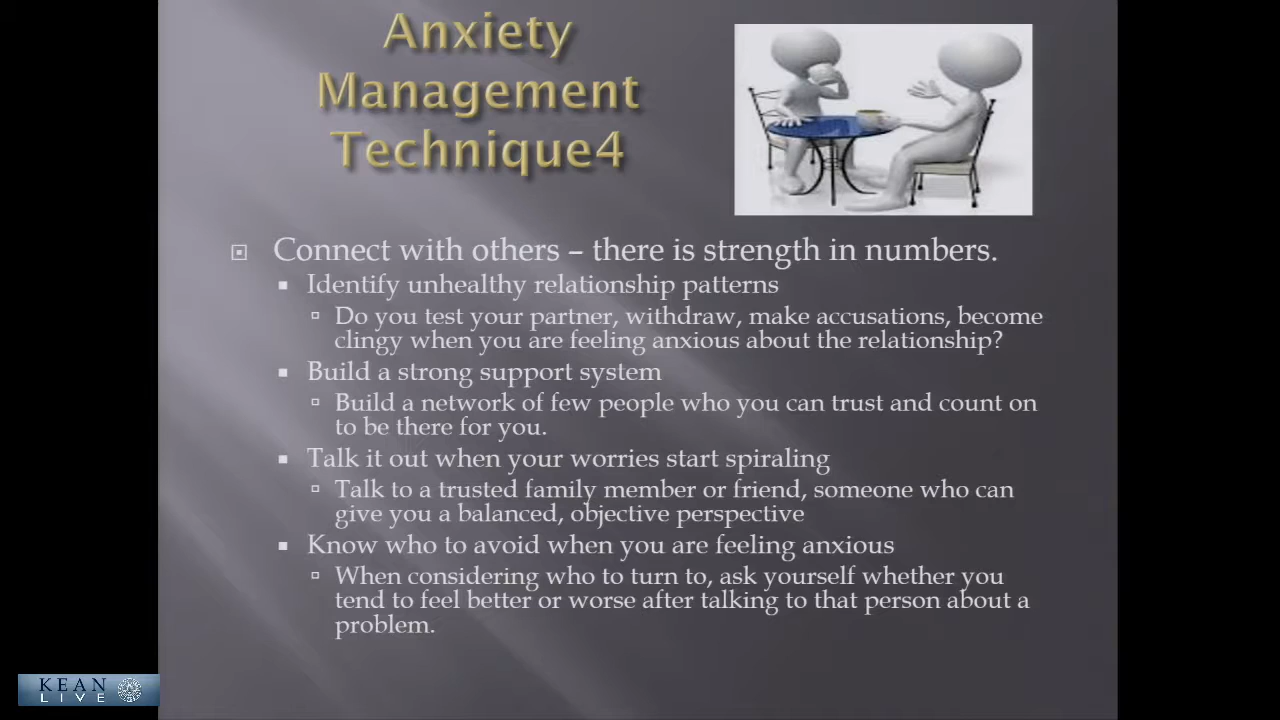 Anxiety
Management
Technique4
Connect with others – there is strength in numbers.
Identify unhealthy relationship patterns
Do you test your partner, withdraw, make accusations, become
clingy when you are feeling anxious about the relationship?
Build a strong support system
Build a network of few people who you can trust and count on
to be there for you.
Talk it out when your worries start spiraling
Talk to a trusted family member or friend, someone who can
give you a balanced, objective perspective
Know who to avoid when you are feeling anxious
When considering who to turn to, ask yourself whether you
tend to feel better or worse after talking to that person about a
problem.
KEAN
LIVE